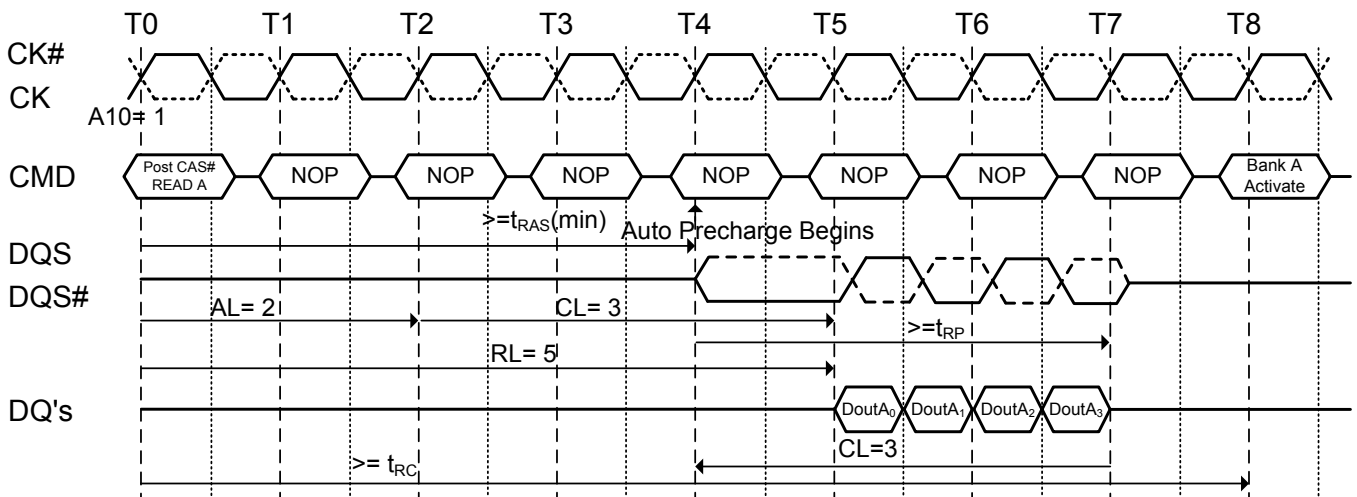 T0 T1 T2 T3 T4 T5 T6 T7 T8
CK#
CK
A10= 1
CMD
Post CAS#
READ A
NOP NOP NOP NOP NOP NOP NOP
Bank A
Activate
>=tRAS(min)
Auto Precharge Begins
DQS
DQS#
AL= 2
CL= 3
>=tRP
RL= 5
DQ's
DoutA0 DoutA1 DoutA2 DoutA3
CL=3
>= tRC